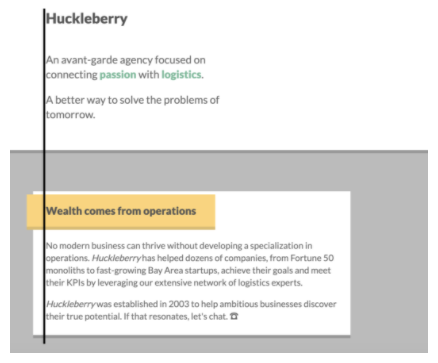 Huckleberry
An avant-garde agency focused on
connecting passion with logistics.
A better way to solve the problems of
tomorrow.
Wealth comes from operations
No modern business can thrive without developing a specialization in
operations. Huckleberry has helped dozens of companies, from Fortune 50
monoliths to fast-growing Bay Area startups, achieve their goals and meet
their KPIs by leveraging our extensive network of logistics experts.
Huckleberry was established in 2003 to help ambitious businesses discover
their true potential. If that resonates, let's chat. ☎